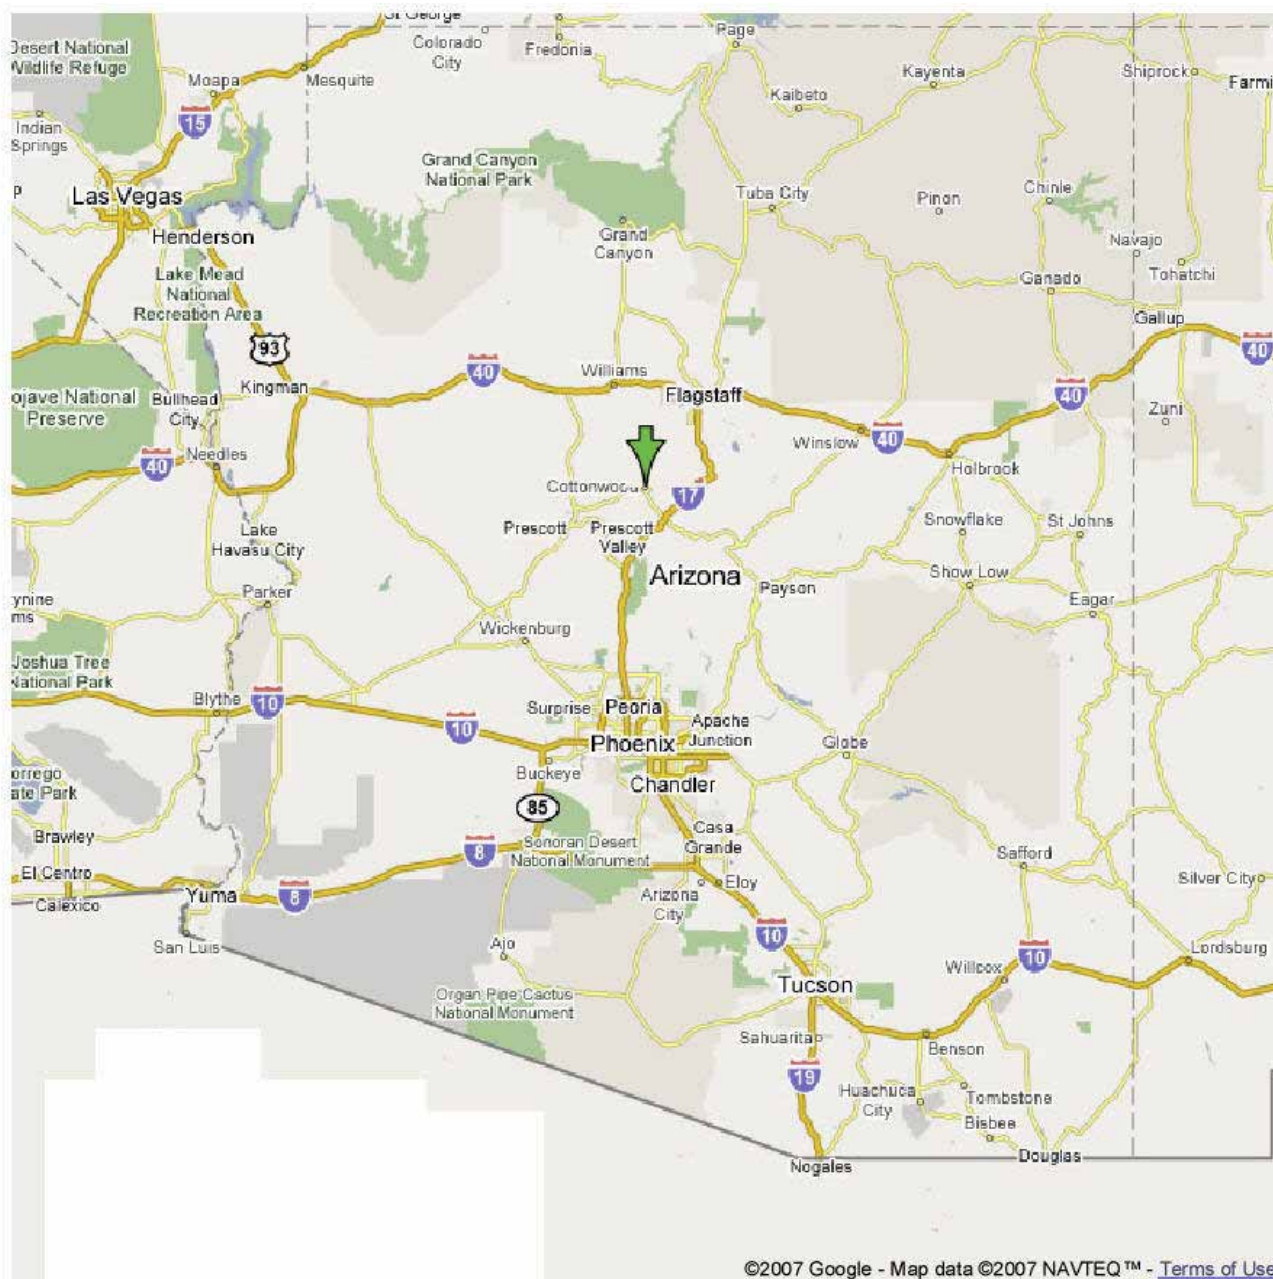 St George
Colorado
City
Fredonia
Page
Desert National
Wildlife Refuge
Moapa
Mesquite
Kayenta
Shiprock
Kaibeto
15
Indian
Springs
Grand Canyon
National Park
Las Vegas
Tuba City
Pinon
Chinle
Henderson
Grand
Canyon
Navajo
Tohatchi
Lake Mead
National
Recreation Area
Ganado
Gallup
93
40
40
Williams
Kingman
Flagstaff
40
ojave National
Preserve
Bullhead
City
Zuni
Winslow
40
Needles
40
Holbrook
Cottonwood
17
Prescott
Prescott
Valley
Snowflake
St Johns
Lake
Havasu City
Arizona
Show Low
Payson
Parker
Eagar
Wickenburg
Joshua Tree
National Park
Blythe
10
Surprise
Peoria
10
Apache
Junction
Phoenix
Globe
Buckeye
Chandler
85
Brawley
Casa
Grande
Sonoran Desert
National Monument
8
Safford
El Centro
Eloy
Silver City
Calexico
Yuma
8
Arizona
City
10
San Luis
Ajo
Lordsburg
10
Willcox
Tucson
Organ Pipe Cactus
National Monument
Sahuarita
Benson
19
Huachuca
City
Tombstone
Bisbee
Nogales
Douglas
©2007 Google - Map data ©2007 NAVTEQ™ - Terms of Use